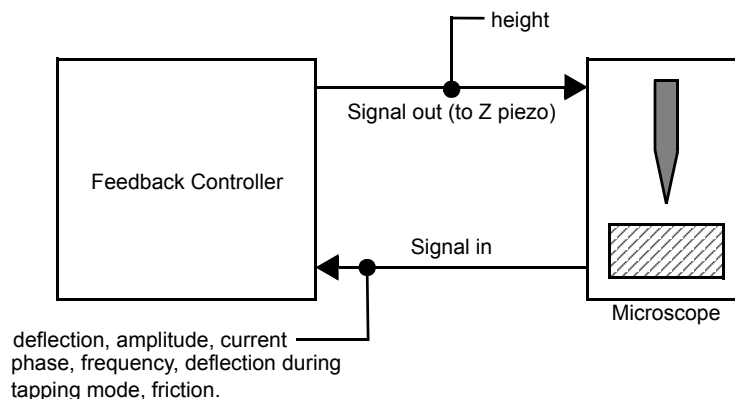 height
Signal out (to Z piezo)
Feedback Controller
Signal in
Microscope
deflection, amplitude, current
phase, frequency, deflection during
tapping mode, friction.